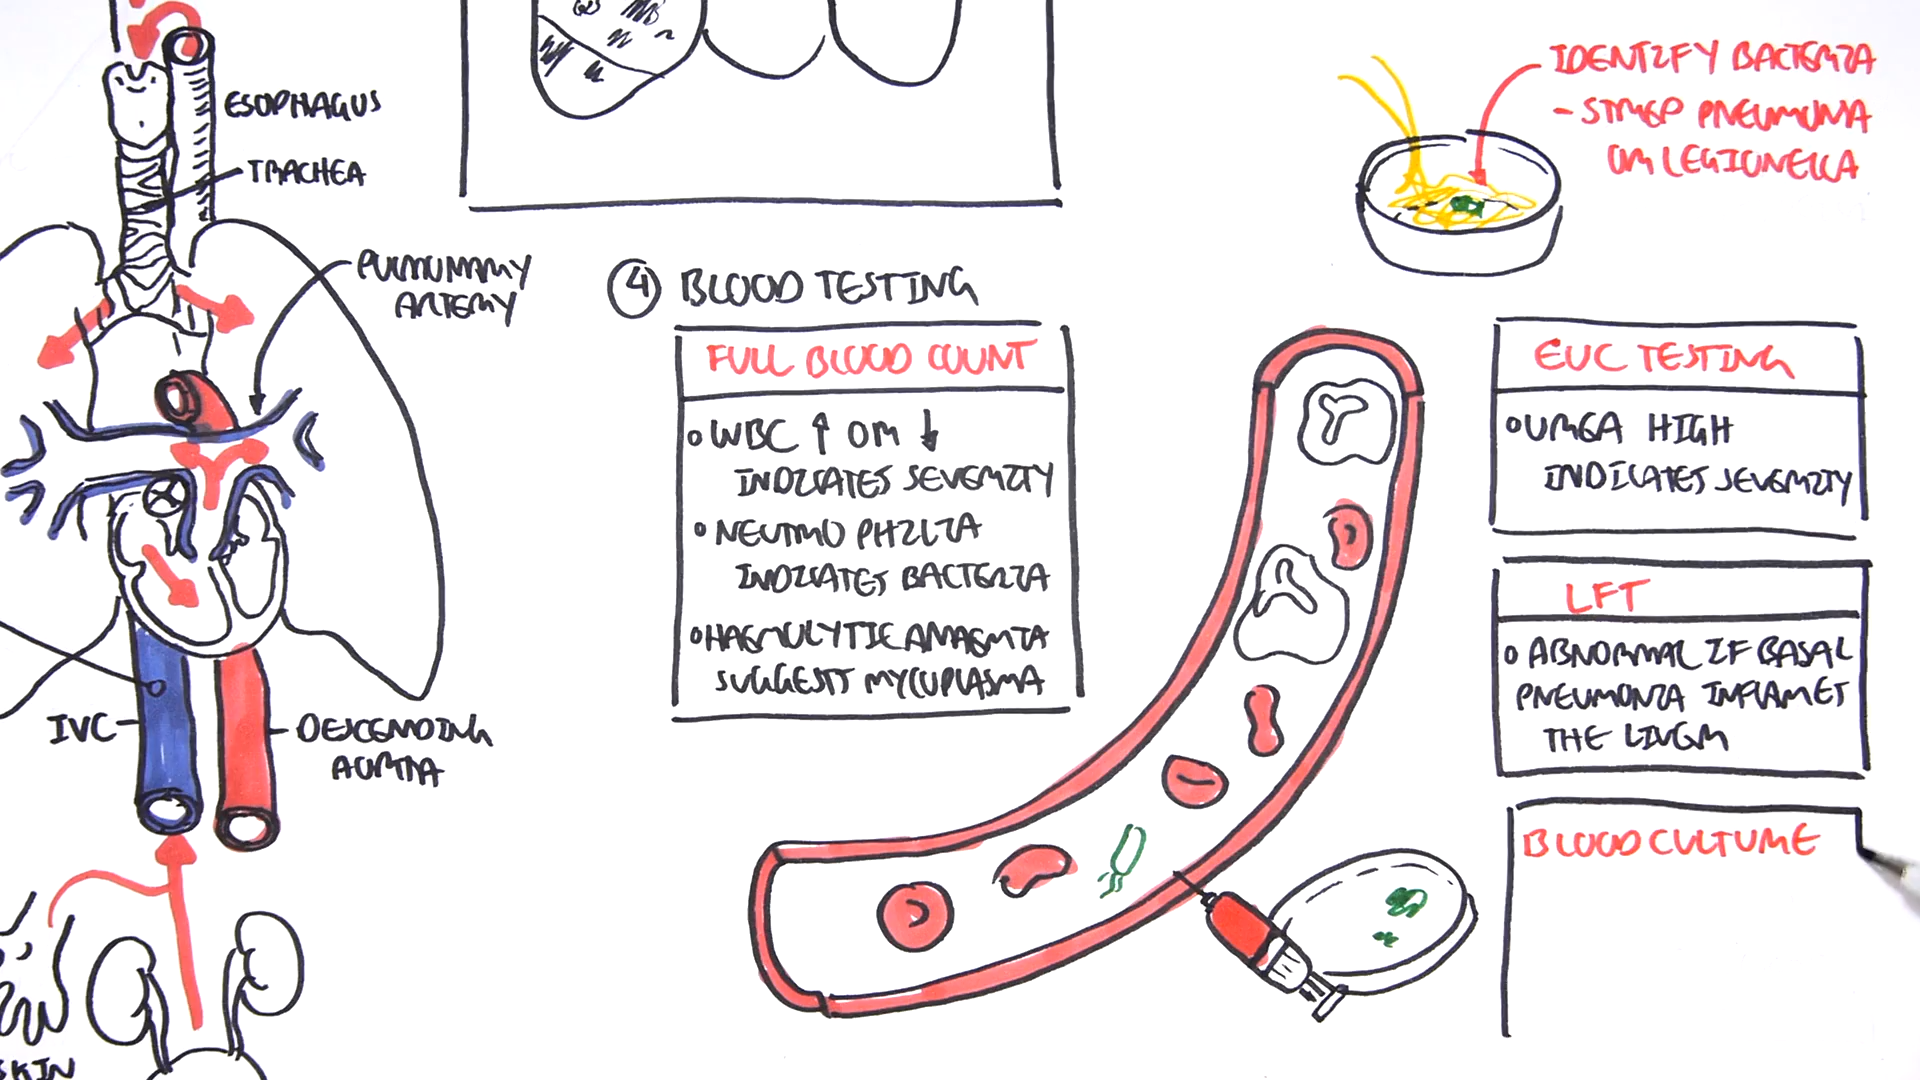 ESOPHAGUS
TRACHEA
PULMONARY
ARTERY
IVC
DESCENDING
AORTA
SKIN
IDENTIFY BACTERIA
- STREP PNEUMONIA
OR LEGIONELLA
4 BLOOD TESTING
FULL BLOOD COUNT
WBC ↑ OR ↓
INDICATES SEVERITY
NEUTRO PHILIA
INDICATES BACTERIA
HAEMOLYTIC ANAEMIA
SUGGESTS MYCOPLASMA
EUC TESTING
UREA HIGH
INDICATES SEVERITY
LFT
ABNORMAL IF BASAL
PNEUMONIA INFLAMES
THE LIVER
BLOOD CULTURE